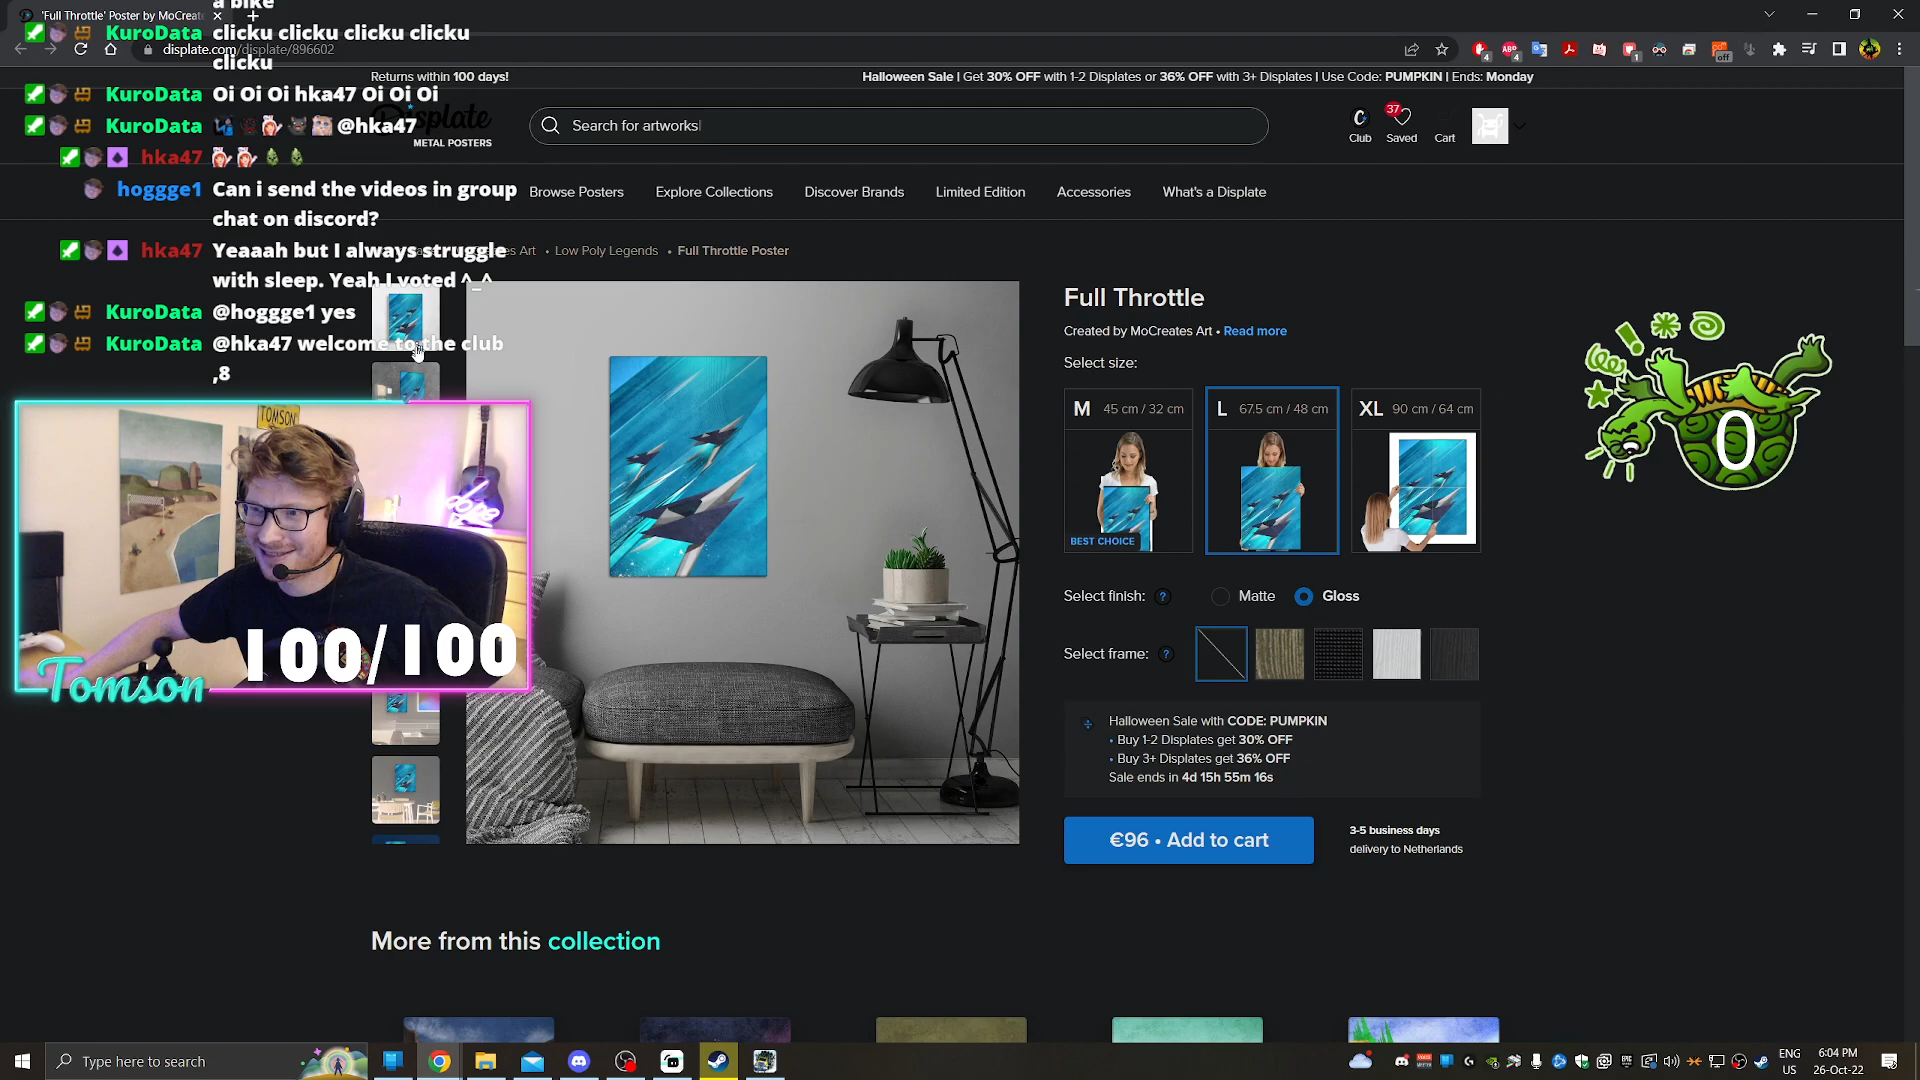 'Full Throttle' Poster by MoCreate
displate.com/displate/896602
a bike
KuroData clicku clicku clicku clicku
clicku
KuroData Oi Oi Oi hka47 Oi Oi Oi
KuroData @hka47
hka47
hoggge1 Can i send the videos in group
chat on discord?
hka47 Yeaaah but I always struggle
with sleep. Yeah I voted ^_^
KuroData @hoggge1 yes
KuroData @hka47 welcome to the club
,8
Returns within 100 days!
Halloween Sale | Get 30% OFF with 1-2 Displates or 36% OFF with 3+ Displates | Use Code: PUMPKIN | Ends: Monday
Displate
METAL POSTERS
Search for artworks
Club
37
Saved
Cart
Browse Posters
Explore Collections
Discover Brands
Limited Edition
Accessories
What's a Displate
es Art • Low Poly Legends • Full Throttle Poster
Full Throttle
Created by MoCreates Art • Read more
Select size:
M 45 cm / 32 cm
L 67.5 cm / 48 cm
XL 90 cm / 64 cm
BEST CHOICE
0
TOMSON
100/100
Tomson
Select finish: ? Matte Gloss
Select frame: ?
Halloween Sale with CODE: PUMPKIN
• Buy 1-2 Displates get 30% OFF
• Buy 3+ Displates get 36% OFF
Sale ends in 4d 15h 55m 16s
€96 • Add to cart
3-5 business days
delivery to Netherlands
More from this collection
Type here to search
ENG
US
6:04 PM
26-Oct-22